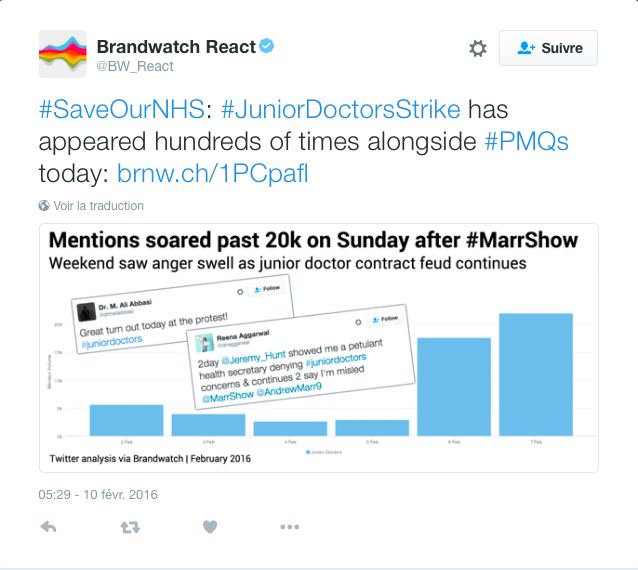 Brandwatch React
@BW_React
Suivre
#SaveOurNHS: #JuniorDoctorsStrike has
appeared hundreds of times alongside #PMQs
today: brnw.ch/1PCpafl
Voir la traduction
Mentions soared past 20k on Sunday after #MarrShow
Weekend saw anger swell as junior doctor contract feud continues
Dr. M. Ali Abbasi
Follow
Great turn out today at the protest!
#juniordoctors
Reena Aggarwal
Follow
2day @Jeremy_Hunt showed me a petulant
health secretary denying #juniordoctors
concerns & continues 2 say I'm misled
@MarrShow @AndrewMarr9
Mention Volume
20k
15k
10k
5k
0k
2 Feb
3 Feb
4 Feb
5 Feb
6 Feb
7 Feb
Junior Doctors
Twitter analysis via Brandwatch | February 2016
05:29 - 10 févr. 2016